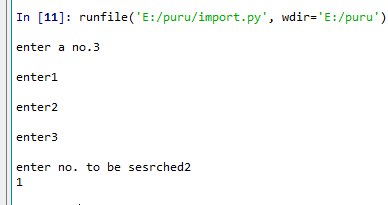 In [11]: runfile('E:/puru/import.py', wdir='E:/puru')
enter a no.3
enter1
enter2
enter3
enter no. to be sesrched2
1